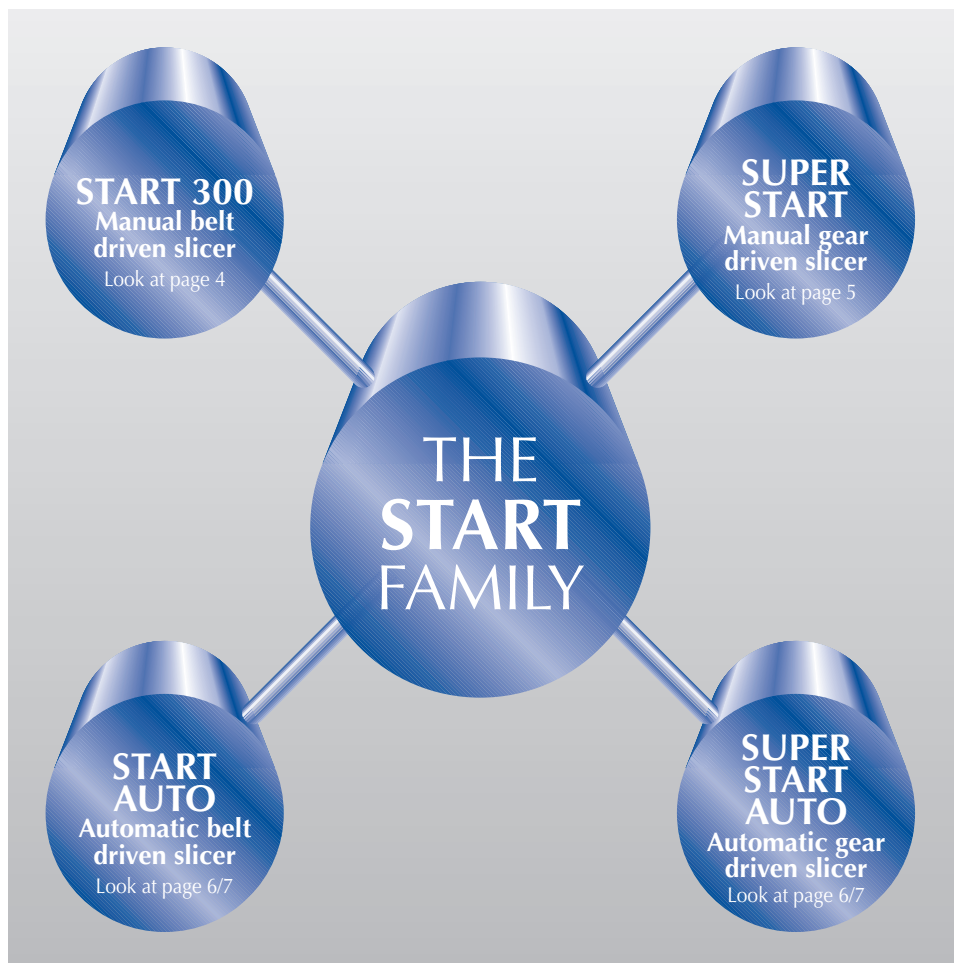 START 300
Manual belt
driven slicer
Look at page 4
SUPER
START
Manual gear
driven slicer
Look at page 5
THE
START
FAMILY
START
AUTO
Automatic belt
driven slicer
Look at page 6/7
SUPER
START
AUTO
Automatic gear
driven slicer
Look at page 6/7